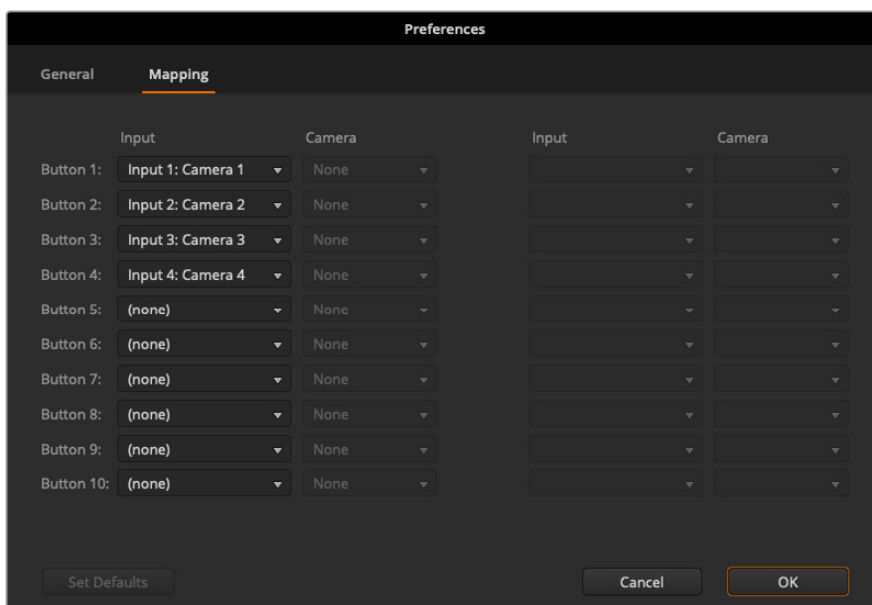 Preferences
General Mapping
Input Camera Input Camera
Button 1: Input 1: Camera 1 None
Button 2: Input 2: Camera 2 None
Button 3: Input 3: Camera 3 None
Button 4: Input 4: Camera 4 None
Button 5: (none) None
Button 6: (none) None
Button 7: (none) None
Button 8: (none) None
Button 9: (none) None
Button 10: (none) None
Set Defaults Cancel OK